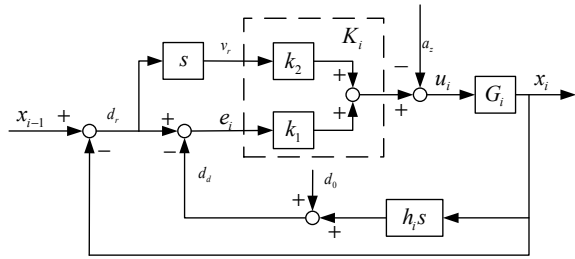 K_i
a_z
v_r
s
k_2
x_{i-1} + d_r + e_i k_1 + + − + u_i G_i x_i
− −
d_d
d_0
+
+
h_i s